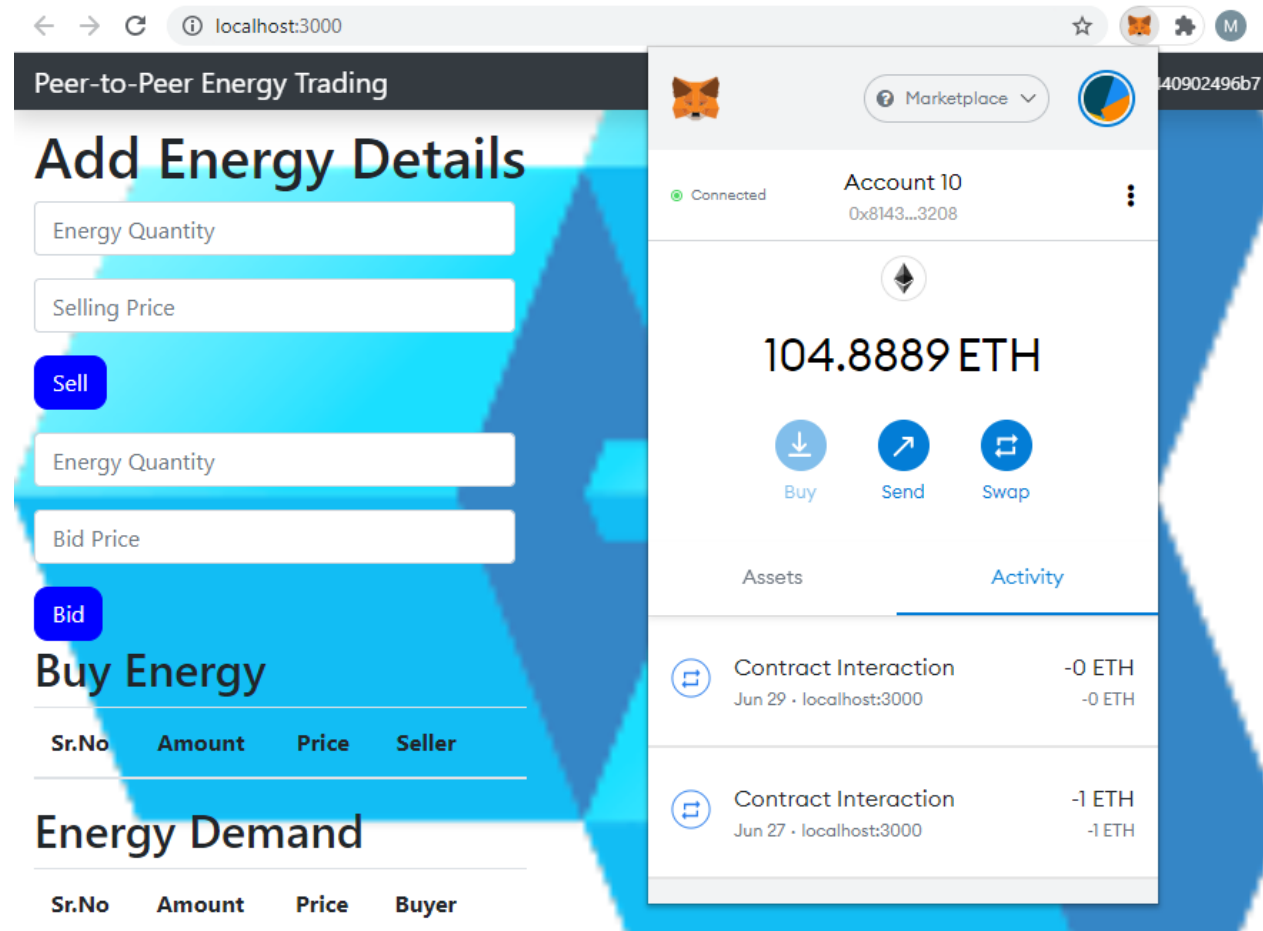 localhost:3000
M
Peer-to-Peer Energy Trading
40902496b7
Add Energy Details
Energy Quantity
Selling Price
Sell
Energy Quantity
Bid Price
Bid
Buy Energy
Sr.No Amount Price Seller
Energy Demand
Sr.No Amount Price Buyer
? Marketplace
Connected
Account 10
0x8143...3208
104.8889 ETH
Buy Send Swap
Assets Activity
Contract Interaction -0 ETH
Jun 29 · localhost:3000 -0 ETH
Contract Interaction -1 ETH
Jun 27 · localhost:3000 -1 ETH